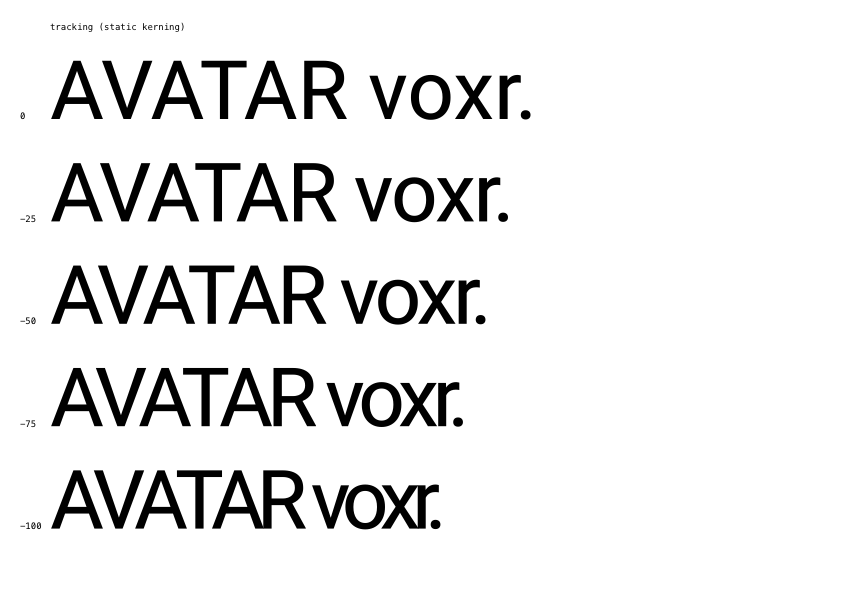 tracking (static kerning)
0 AVATAR voxr.
−25 AVATAR voxr.
−50 AVATAR voxr.
−75 AVATAR voxr.
−100 AVATAR voxr.